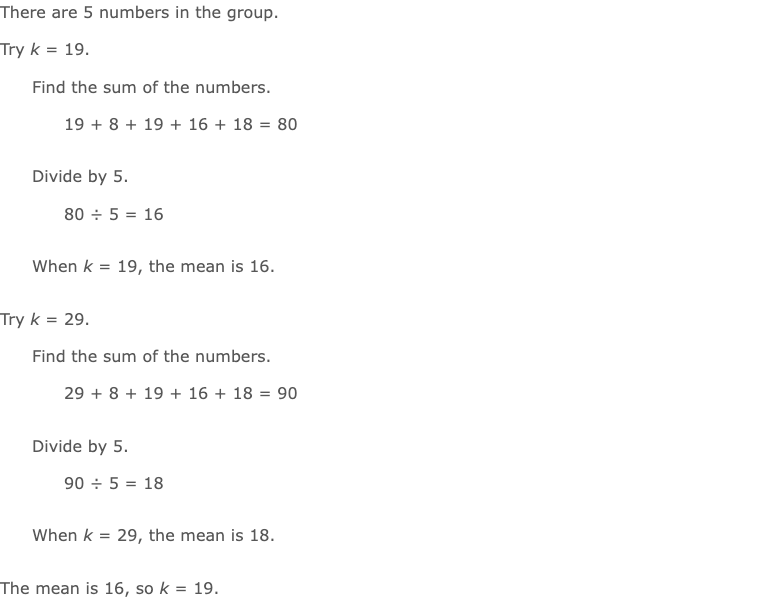 There are 5 numbers in the group.
Try k = 19.
Find the sum of the numbers.
19 + 8 + 19 + 16 + 18 = 80
Divide by 5.
80 ÷ 5 = 16
When k = 19, the mean is 16.
Try k = 29.
Find the sum of the numbers.
29 + 8 + 19 + 16 + 18 = 90
Divide by 5.
90 ÷ 5 = 18
When k = 29, the mean is 18.
The mean is 16, so k = 19.